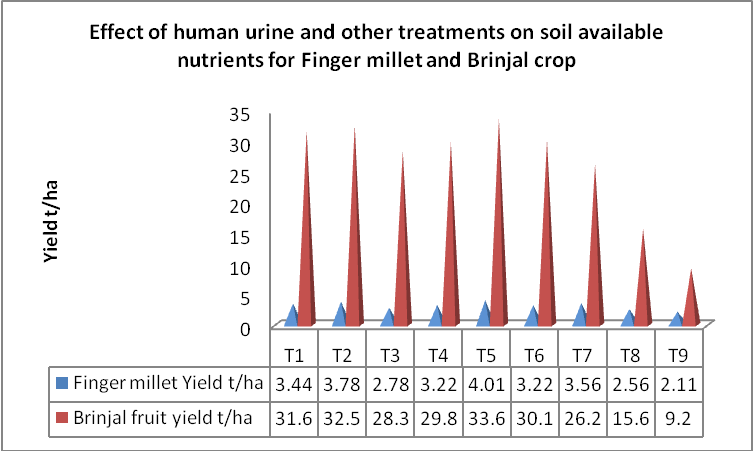 Effect of human urine and other treatments on soil available
nutrients for Finger millet and Brinjal crop
Yield t/ha
35
30
25
20
15
10
5
0
T1 T2 T3 T4 T5 T6 T7 T8 T9
Finger millet Yield t/ha 3.44 3.78 2.78 3.22 4.01 3.22 3.56 2.56 2.11
Brinjal fruit yield t/ha 31.6 32.5 28.3 29.8 33.6 30.1 26.2 15.6 9.2